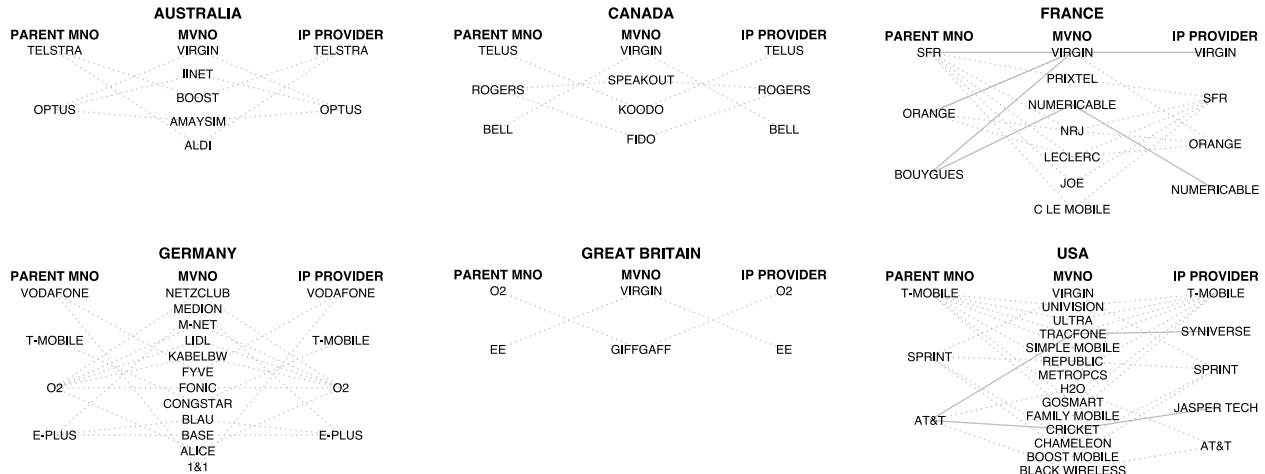 AUSTRALIA
PARENT MNO MVNO IP PROVIDER
TELSTRA VIRGIN TELSTRA
IINET
BOOST
OPTUS AMAYSIM OPTUS
ALDI
CANADA
PARENT MNO MVNO IP PROVIDER
TELUS VIRGIN TELUS
SPEAKOUT
ROGERS ROGERS
KOODO
BELL BELL
FIDO
FRANCE
PARENT MNO MVNO IP PROVIDER
SFR VIRGIN VIRGIN
PRIXTEL
SFR
NUMERICABLE
ORANGE
NRJ
ORANGE
LECLERC
BOUYGUES
JOE
NUMERICABLE
C LE MOBILE
GERMANY
PARENT MNO MVNO IP PROVIDER
VODAFONE NETZCLUB VODAFONE
MEDION
M-NET
T-MOBILE LIDL T-MOBILE
KABELBW
FYVE
O2 FONIC O2
CONGSTAR
BLAU
E-PLUS BASE E-PLUS
ALICE
1&1
GREAT BRITAIN
PARENT MNO MVNO IP PROVIDER
O2 VIRGIN O2
EE GIFFGAFF EE
USA
PARENT MNO MVNO IP PROVIDER
T-MOBILE VIRGIN T-MOBILE
UNIVISION
ULTRA
TRACFONE SYNIVERSE
SIMPLE MOBILE
SPRINT REPUBLIC
METROPCS SPRINT
H2O
GOSMART
JASPER TECH
FAMILY MOBILE
AT&T CRICKET
CHAMELEON AT&T
BOOST MOBILE
BLACK WIRELESS